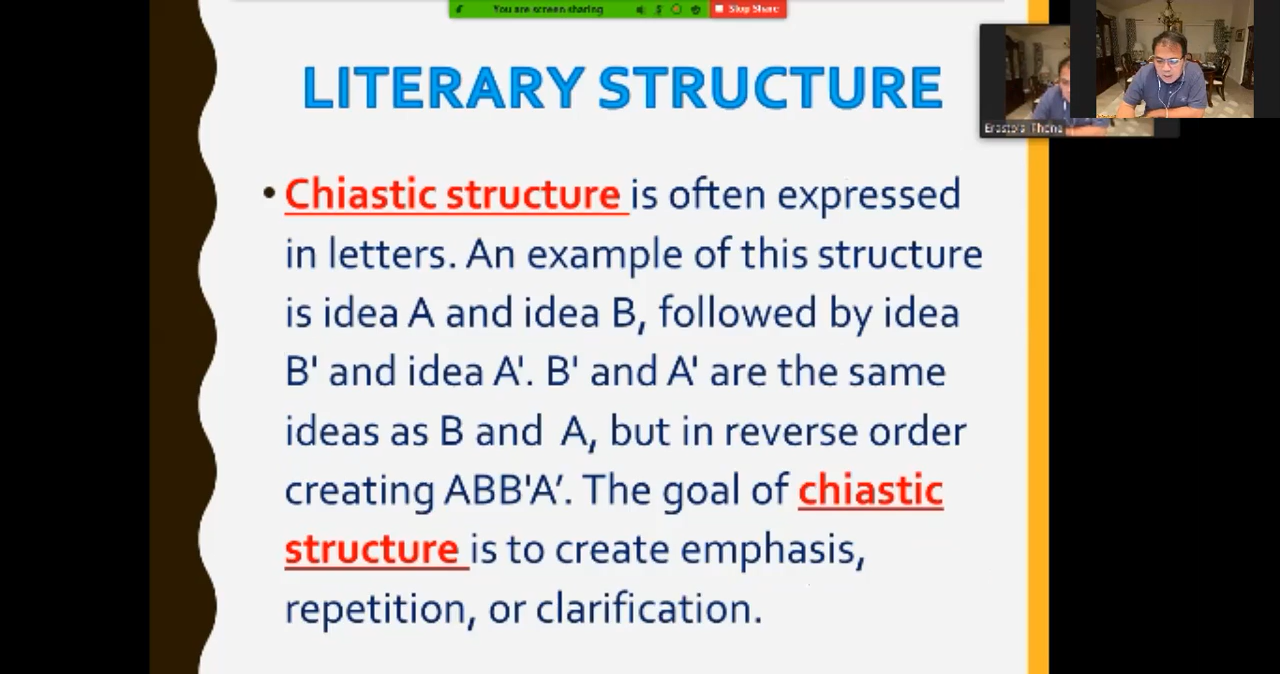 You are screen sharing
Stop Share
LITERARY STRUCTURE
• Chiastic structure is often expressed
in letters. An example of this structure
is idea A and idea B, followed by idea
B' and idea A'. B' and A' are the same
ideas as B and A, but in reverse order
creating ABB'A’. The goal of chiastic
structure is to create emphasis,
repetition, or clarification.